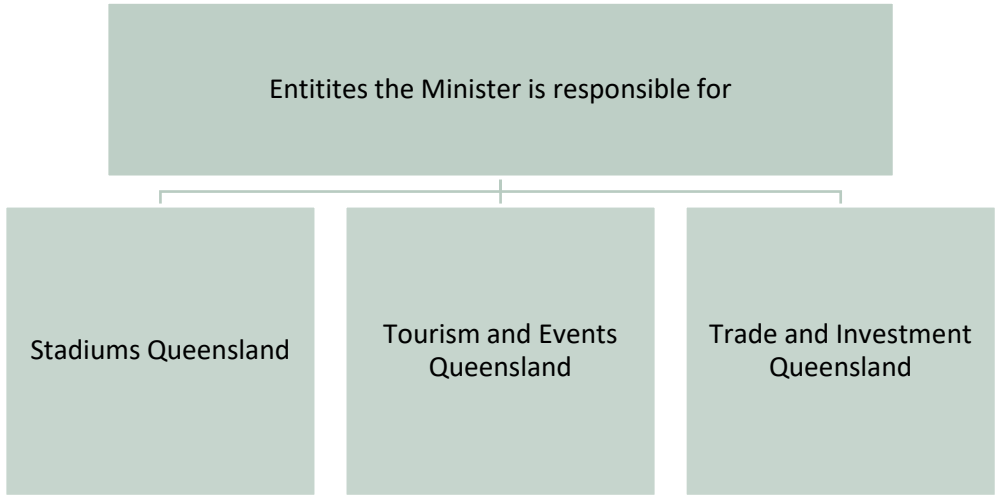 Entitites the Minister is responsible for
Stadiums Queensland
Tourism and Events
Queensland
Trade and Investment
Queensland